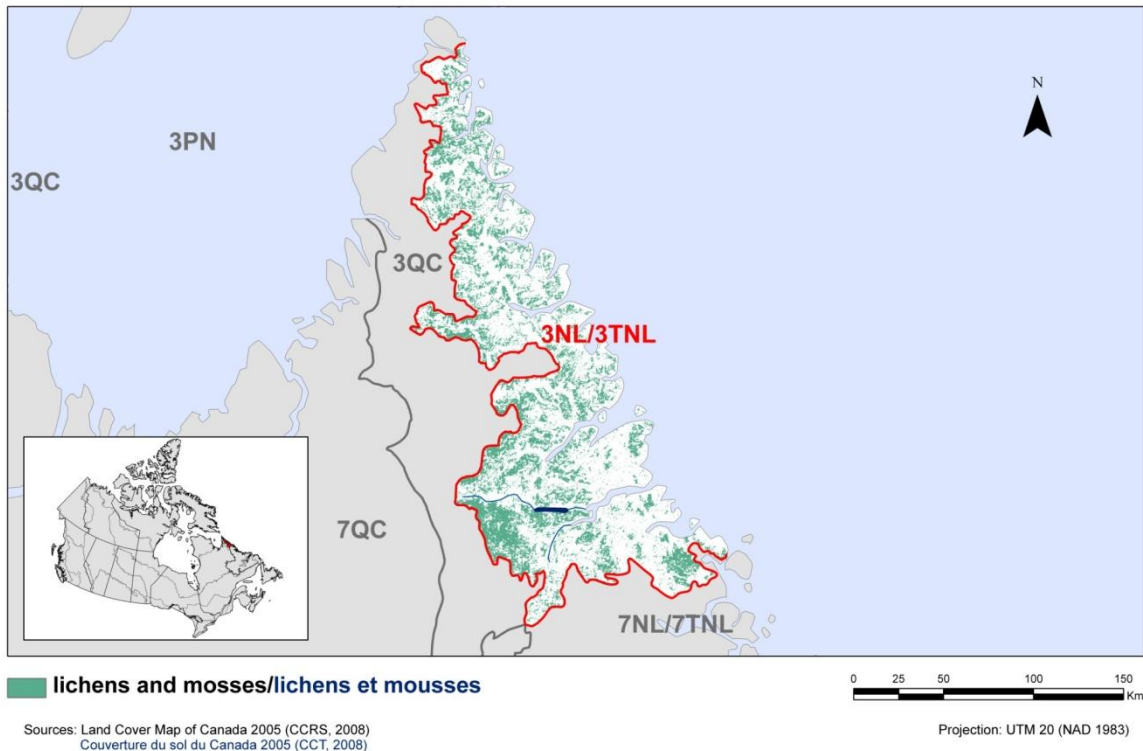 N
3PN
3QC
3QC
3NL/3TNL
7QC
7NL/7TNL
lichens and mosses/lichens et mousses
0 25 50 100 150
Km
Sources: Land Cover Map of Canada 2005 (CCRS, 2008)
Couverture du sol du Canada 2005 (CCT, 2008)
Projection: UTM 20 (NAD 1983)